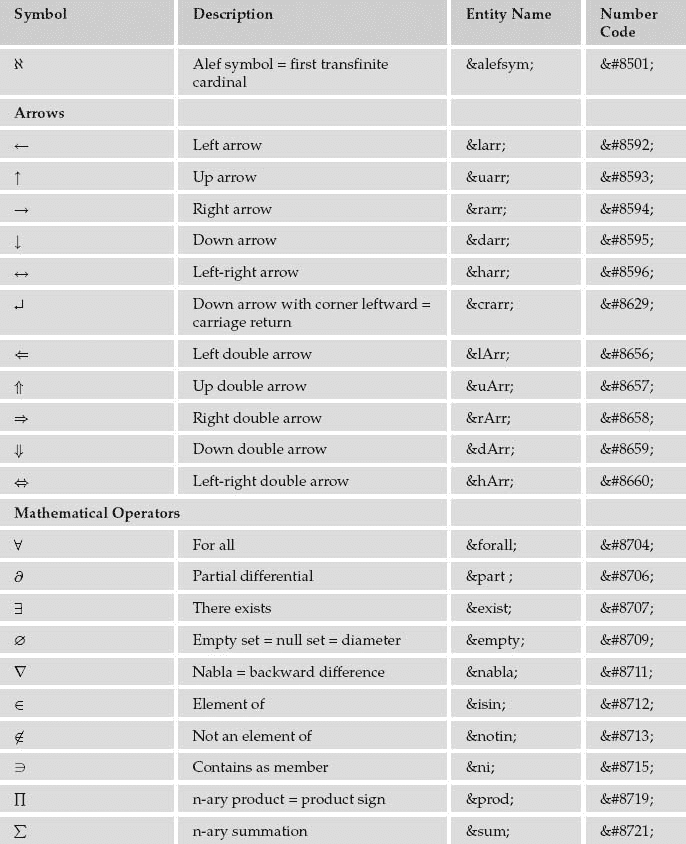 Symbol Description Entity Name Number Code
ℵ Alef symbol = first transfinite cardinal &alefsym; &#8501;
Arrows
← Left arrow &larr; &#8592;
↑ Up arrow &uarr; &#8593;
→ Right arrow &rarr; &#8594;
↓ Down arrow &darr; &#8595;
↔ Left-right arrow &harr; &#8596;
↵ Down arrow with corner leftward = carriage return &crarr; &#8629;
⇐ Left double arrow &lArr; &#8656;
⇑ Up double arrow &uArr; &#8657;
⇒ Right double arrow &rArr; &#8658;
⇓ Down double arrow &dArr; &#8659;
⇔ Left-right double arrow &hArr; &#8660;
Mathematical Operators
∀ For all &forall; &#8704;
∂ Partial differential &part ; &#8706;
∃ There exists &exist; &#8707;
∅ Empty set = null set = diameter &empty; &#8709;
∇ Nabla = backward difference &nabla; &#8711;
∈ Element of &isin; &#8712;
∉ Not an element of &notin; &#8713;
∋ Contains as member &ni; &#8715;
∏ n-ary product = product sign &prod; &#8719;
∑ n-ary summation &sum; &#8721;